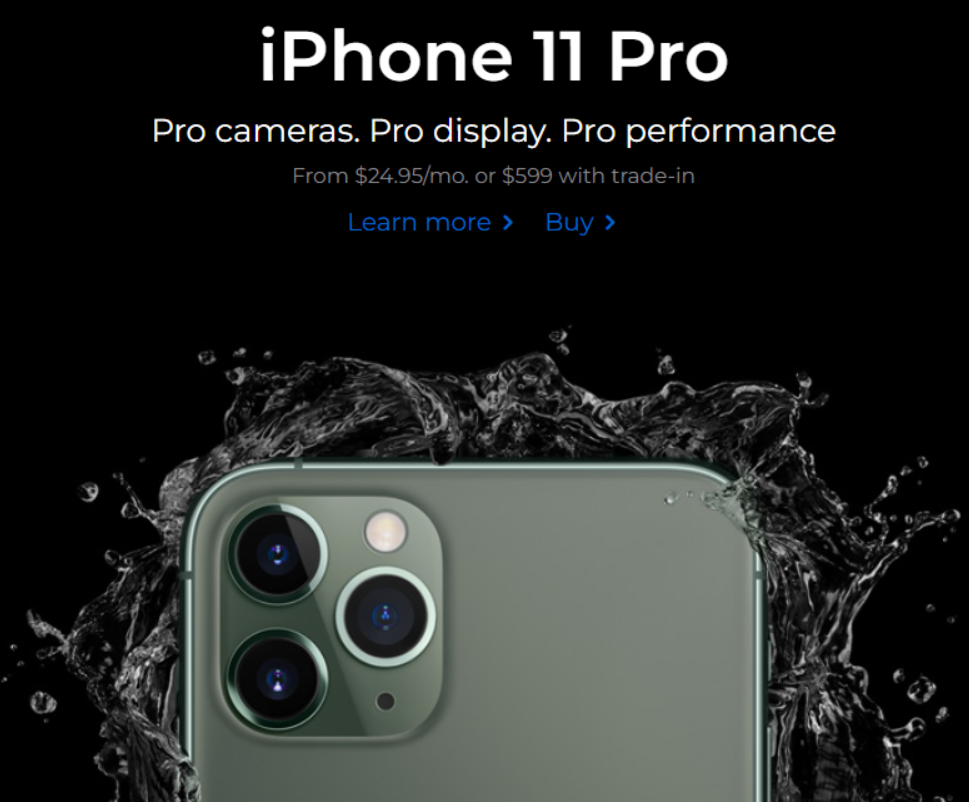 iPhone 11 Pro
Pro cameras. Pro display. Pro performance
From $24.95/mo. or $599 with trade-in
Learn more > Buy >